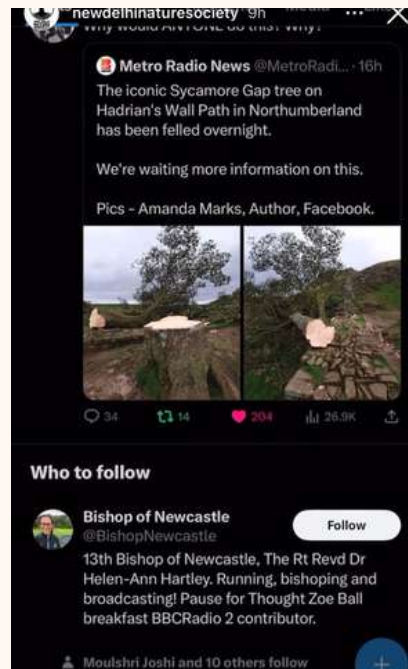 newdelhinaturesociety 9h
Why would ANYONE do this? Why?
Metro Radio News @MetroRadi... · 16h
The iconic Sycamore Gap tree on
Hadrian's Wall Path in Northumberland
has been felled overnight.
We're waiting more information on this.
Pics - Amanda Marks, Author, Facebook.
34 14 204 26.9K
Who to follow
Bishop of Newcastle
@BishopNewcastle
Follow
13th Bishop of Newcastle, The Rt Revd Dr
Helen-Ann Hartley. Running, bishoping and
broadcasting! Pause for Thought Zoe Ball
breakfast BBCRadio 2 contributor.
Moulshri Joshi and 10 others follow